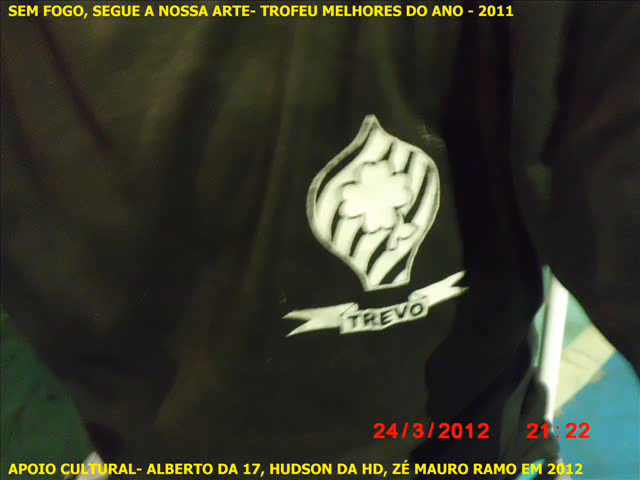 SEM FOGO, SEGUE A NOSSA ARTE- TROFEU MELHORES DO ANO - 2011
TREVO
24/3/2012 21:22
APOIO CULTURAL- ALBERTO DA 17, HUDSON DA HD, ZÉ MAURO RAMO EM 2012